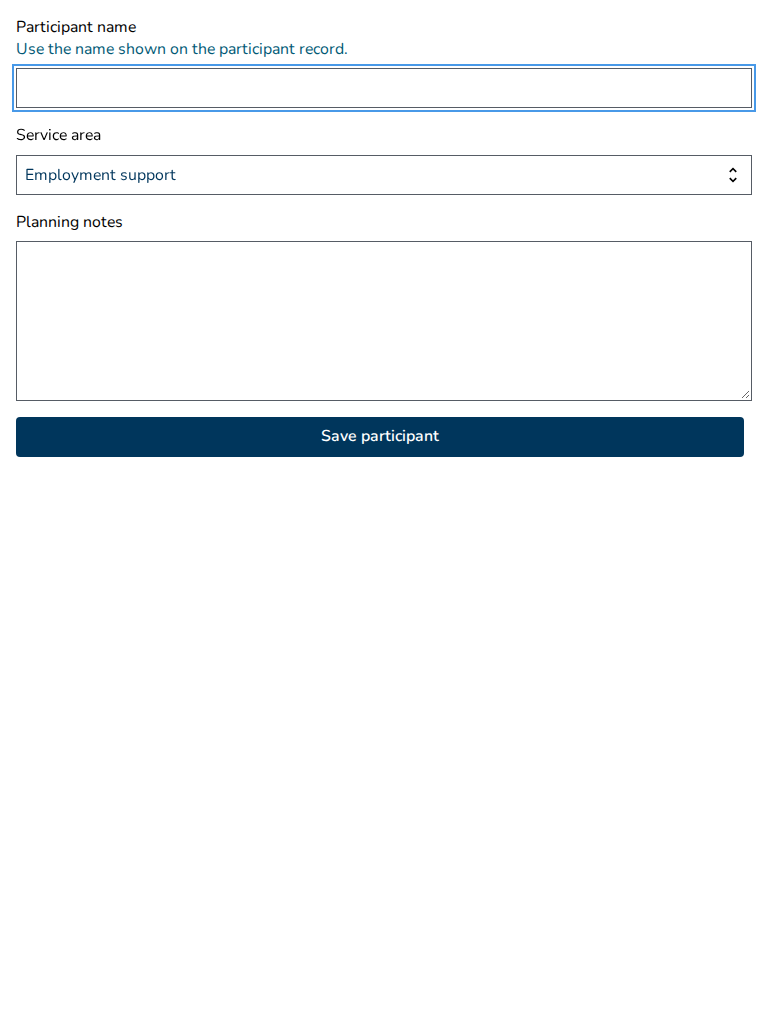 Participant name
Use the name shown on the participant record.
Service area
Employment support
Planning notes
Save participant